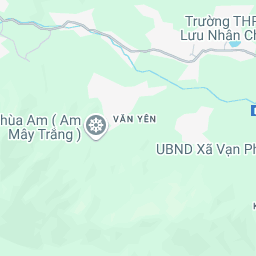 Trường THP
Lưu Nhân Ch
hùa Am ( Am
Mây Trắng )
VĂN YÊN
UBND Xã Vạn Ph